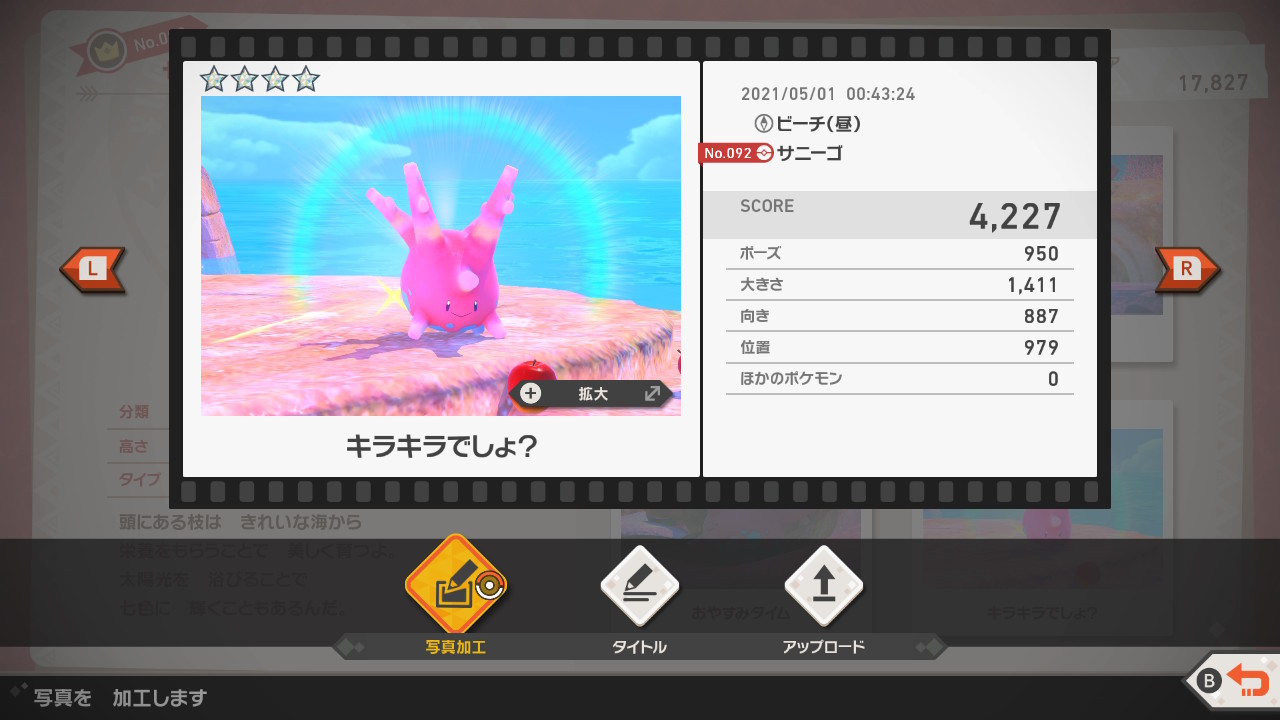 No.0
17,827
2021/05/01 00:43:24
ビーチ(昼)
No.092 サニーゴ
SCORE 4,227
ポーズ 950
大きさ 1,411
向き 887
位置 979
ほかのポケモン 0
L
R
+ 拡大
キラキラでしょ?
分類
高さ
タイプ
頭にある枝は きれいな海から
栄養をもらうことで 美しく育つよ。
太陽光を 浴びることで
七色に 輝くこともあるんだ。
おやすみタイム
キラキラでしょ?
写真加工
タイトル
アップロード
B
写真を 加工します